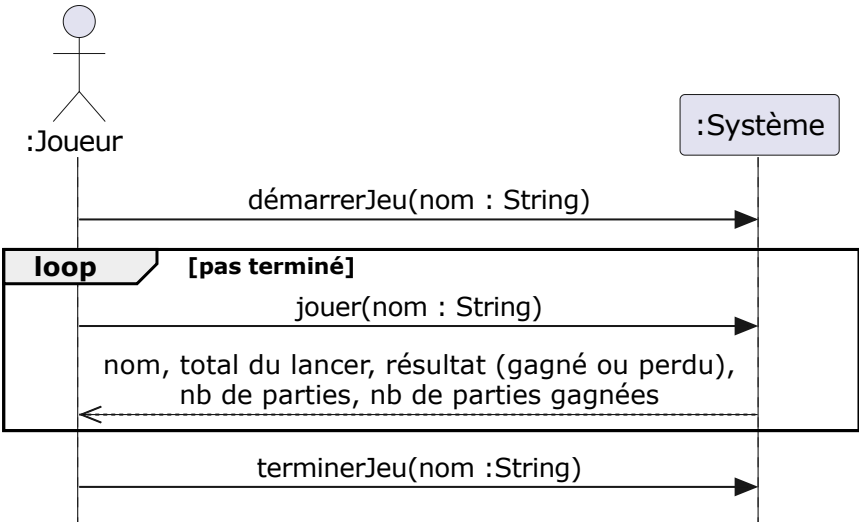 :Joueur
:Système
démarrerJeu(nom : String)
loop [pas terminé]
jouer(nom : String)
nom, total du lancer, résultat (gagné ou perdu),
nb de parties, nb de parties gagnées
terminerJeu(nom :String)